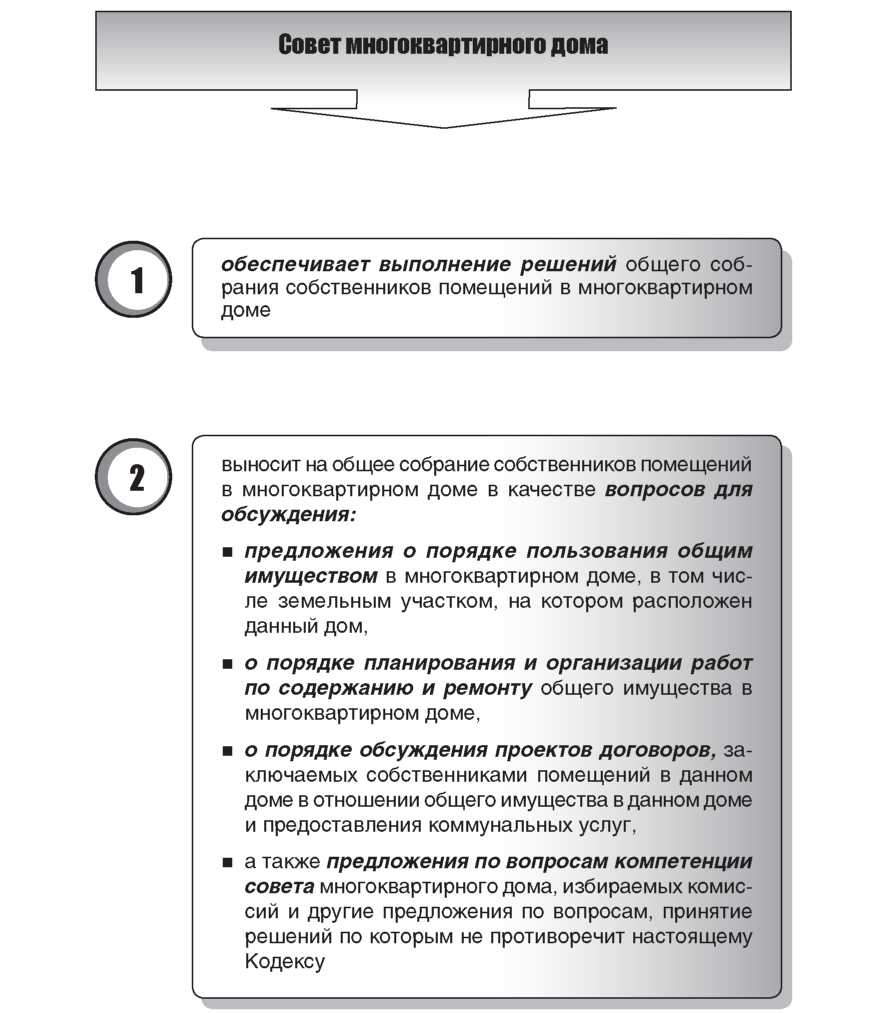 Совет многоквартирного дома
1
обеспечивает выполнение решений общего соб-
рания собственников помещений в многоквартирном
доме
2
выносит на общее собрание собственников помещений
в многоквартирном доме в качестве вопросов для
обсуждения:
■ предложения о порядке пользования общим
имуществом в многоквартирном доме, в том чис-
ле земельным участком, на котором расположен
данный дом,
■ о порядке планирования и организации работ
по содержанию и ремонту общего имущества в
многоквартирном доме,
■ о порядке обсуждения проектов договоров, за-
ключаемых собственниками помещений в данном
доме в отношении общего имущества в данном доме
и предоставления коммунальных услуг,
■ а также предложения по вопросам компетенции
совета многоквартирного дома, избираемых комис-
сий и другие предложения по вопросам, принятие
решений по которым не противоречит настоящему
Кодексу